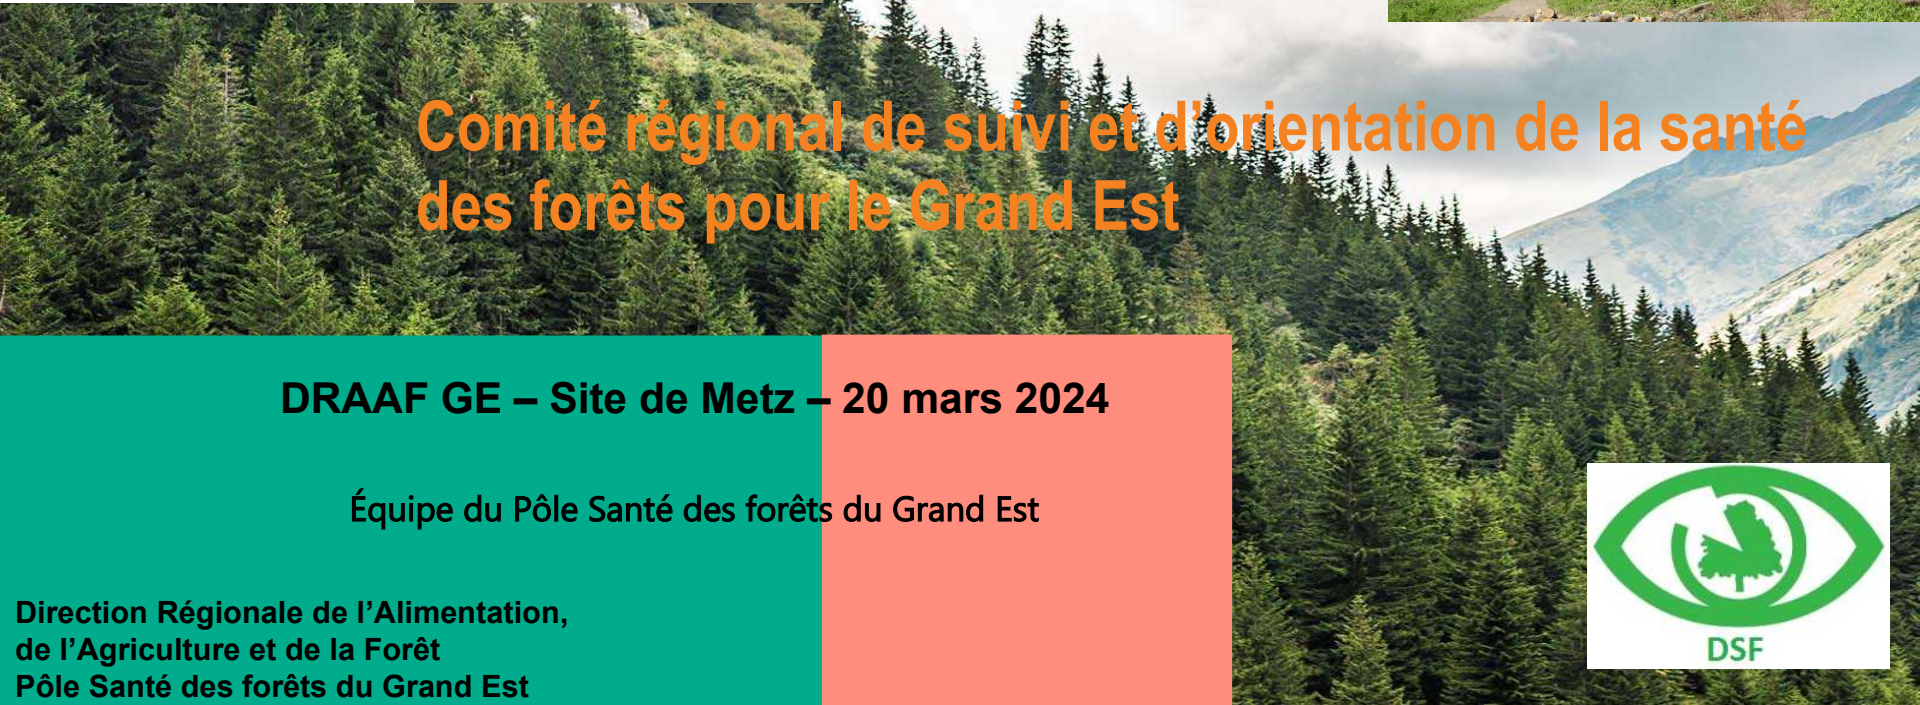 Comité régional de suivi et d'orientation de la santé
des forêts pour le Grand Est
DRAAF GE – Site de Metz – 20 mars 2024
Équipe du Pôle Santé des forêts du Grand Est
Direction Régionale de l'Alimentation,
de l'Agriculture et de la Forêt
Pôle Santé des forêts du Grand Est
DSF